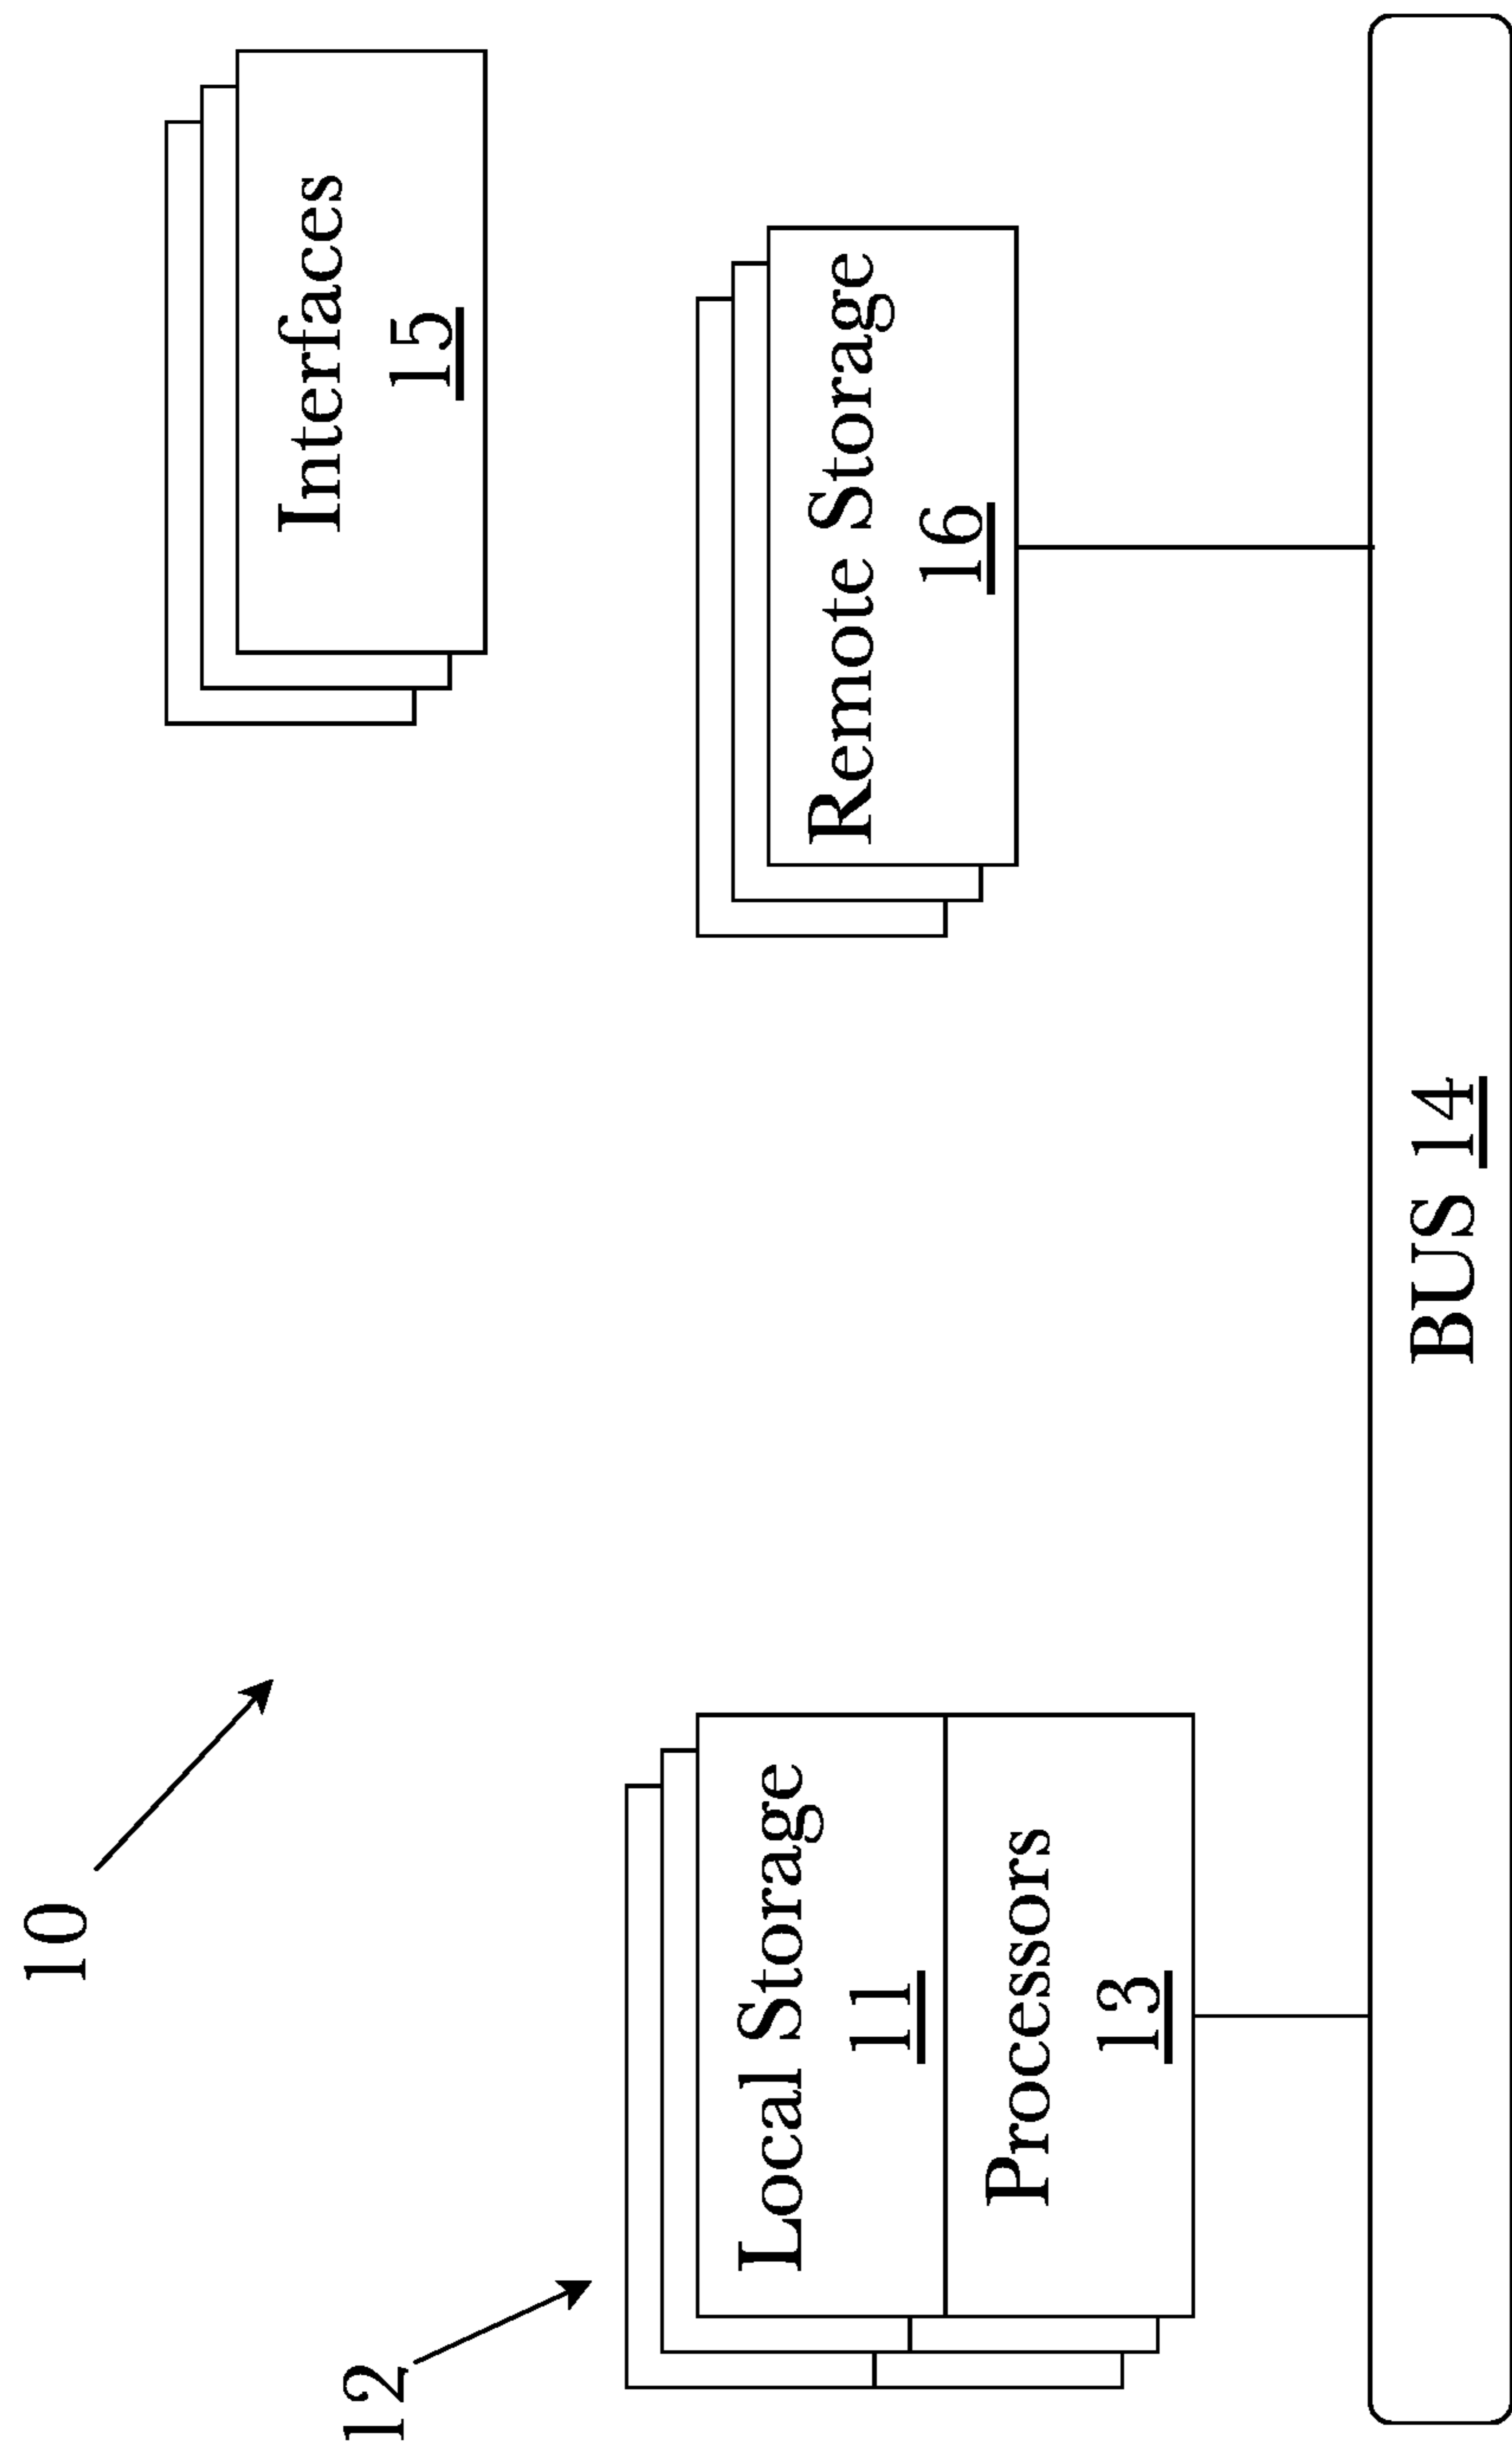 10
12
Local Storage
11
Processors
13
Interfaces
15
Remote Storage
16
BUS 14